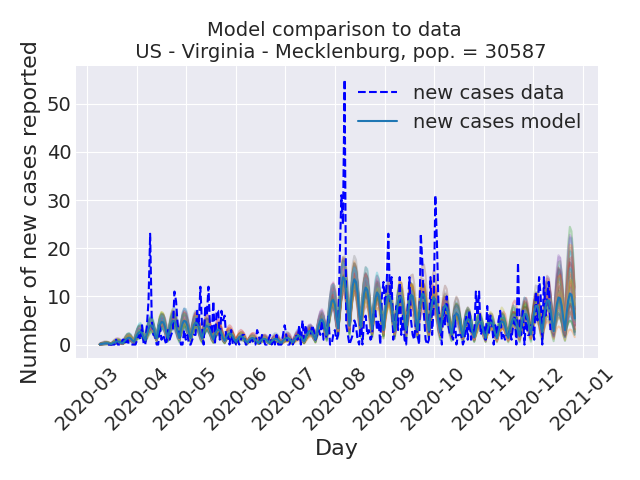 Model comparison to data
US - Virginia - Mecklenburg, pop. = 30587
Number of new cases reported
50
40
30
20
10
0
new cases data
new cases model
2020-03
2020-04
2020-05
2020-06
2020-07
2020-08
2020-09
2020-10
2020-11
2020-12
2021-01
Day